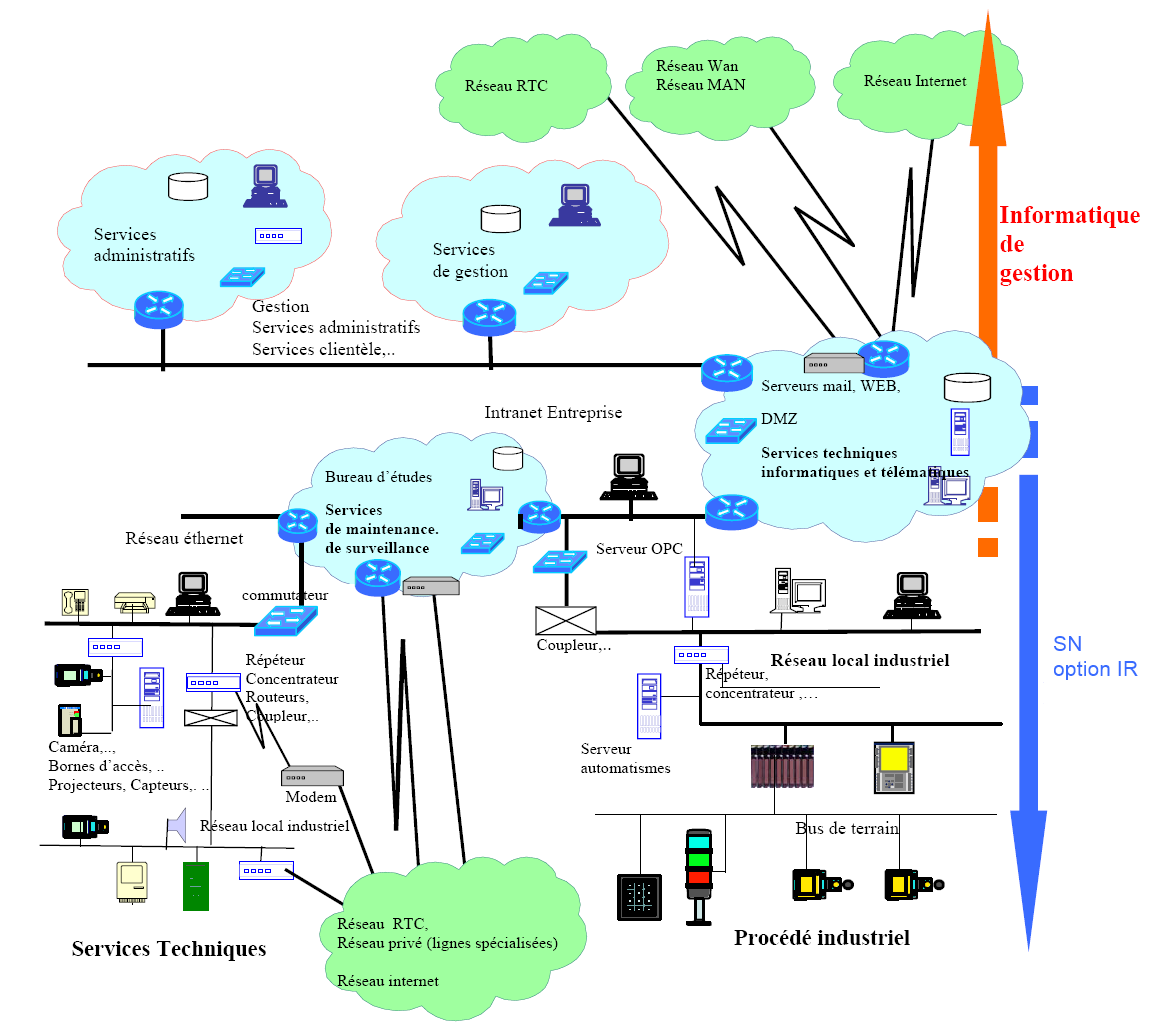 Réseau RTC
Réseau Wan
Réseau MAN
Réseau Internet
Informatique
de
gestion
Services
administratifs
Services
de gestion
Gestion
Services administratifs
Services clientèle,..
Serveurs mail, WEB,
DMZ
Services techniques
informatiques et télématiques
Intranet Entreprise
Bureau d’études
Services
de maintenance.
de surveillance
Réseau éthernet
Serveur OPC
commutateur
Coupleur,..
Réseau local industriel
SN
option IR
Répéteur
Concentrateur
Routeurs,
Coupleur,..
Répéteur,
concentrateur ,…
Caméra,..,
Bornes d’accès, ..
Projecteurs, Capteurs,. …
Serveur
automatismes
Modem
Réseau local industriel
Bus de terrain
Réseau RTC,
Réseau privé (lignes spécialisées)
Réseau internet
Services Techniques
Procédé industriel